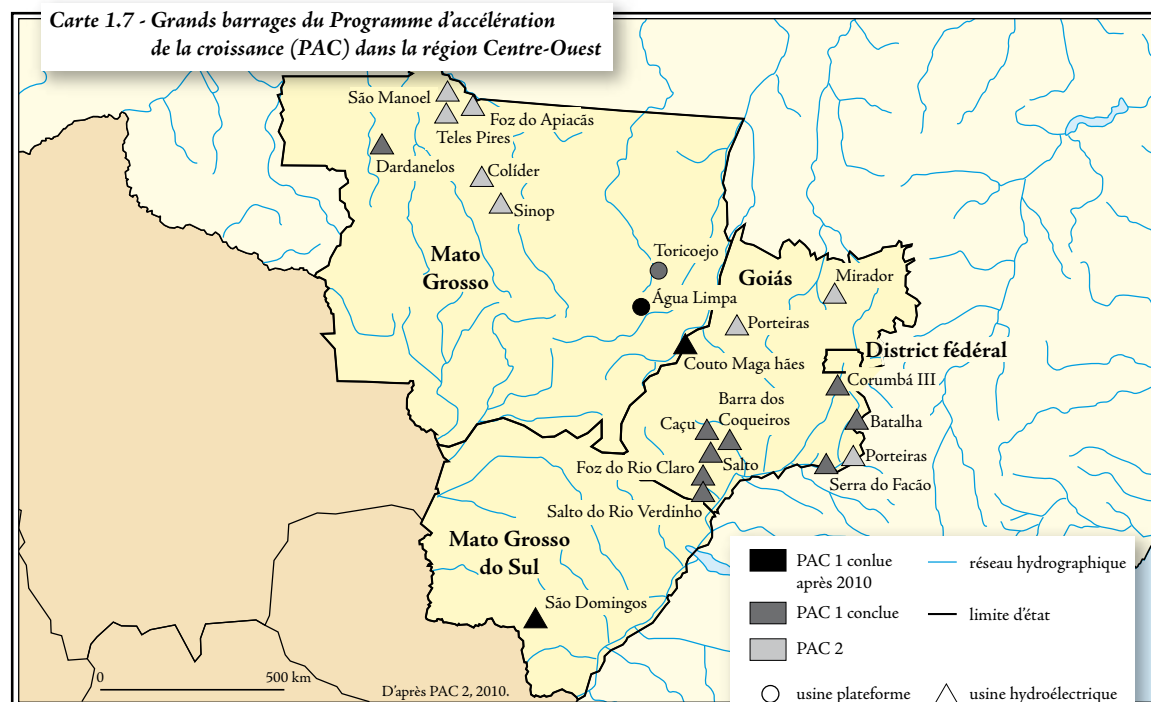 Carte 1.7 - Grands barrages du Programme d'accélération
de la croissance (PAC) dans la région Centre-Ouest
São Manoel
Foz do Apiacãs
Teles Pires
Dardanelos
Colíder
Sinop
Mato
Grosso
Toricoejo
Goiás
Mirador
Água Limpa
Porteiras
District fédéral
Couto Maga hães
Corumbá III
Barra dos
Coqueiros
Caçu
Batalha
Foz do Rio Claro
Salto
Porteiras
Serra do Facão
Salto do Rio Verdinho
Mato Grosso
do Sul
São Domingos
PAC 1 conlue
après 2010
réseau hydrographique
PAC 1 conclue
limite d'état
PAC 2
usine plateforme
usine hydroélectrique
0
500 km
D'après PAC 2, 2010.